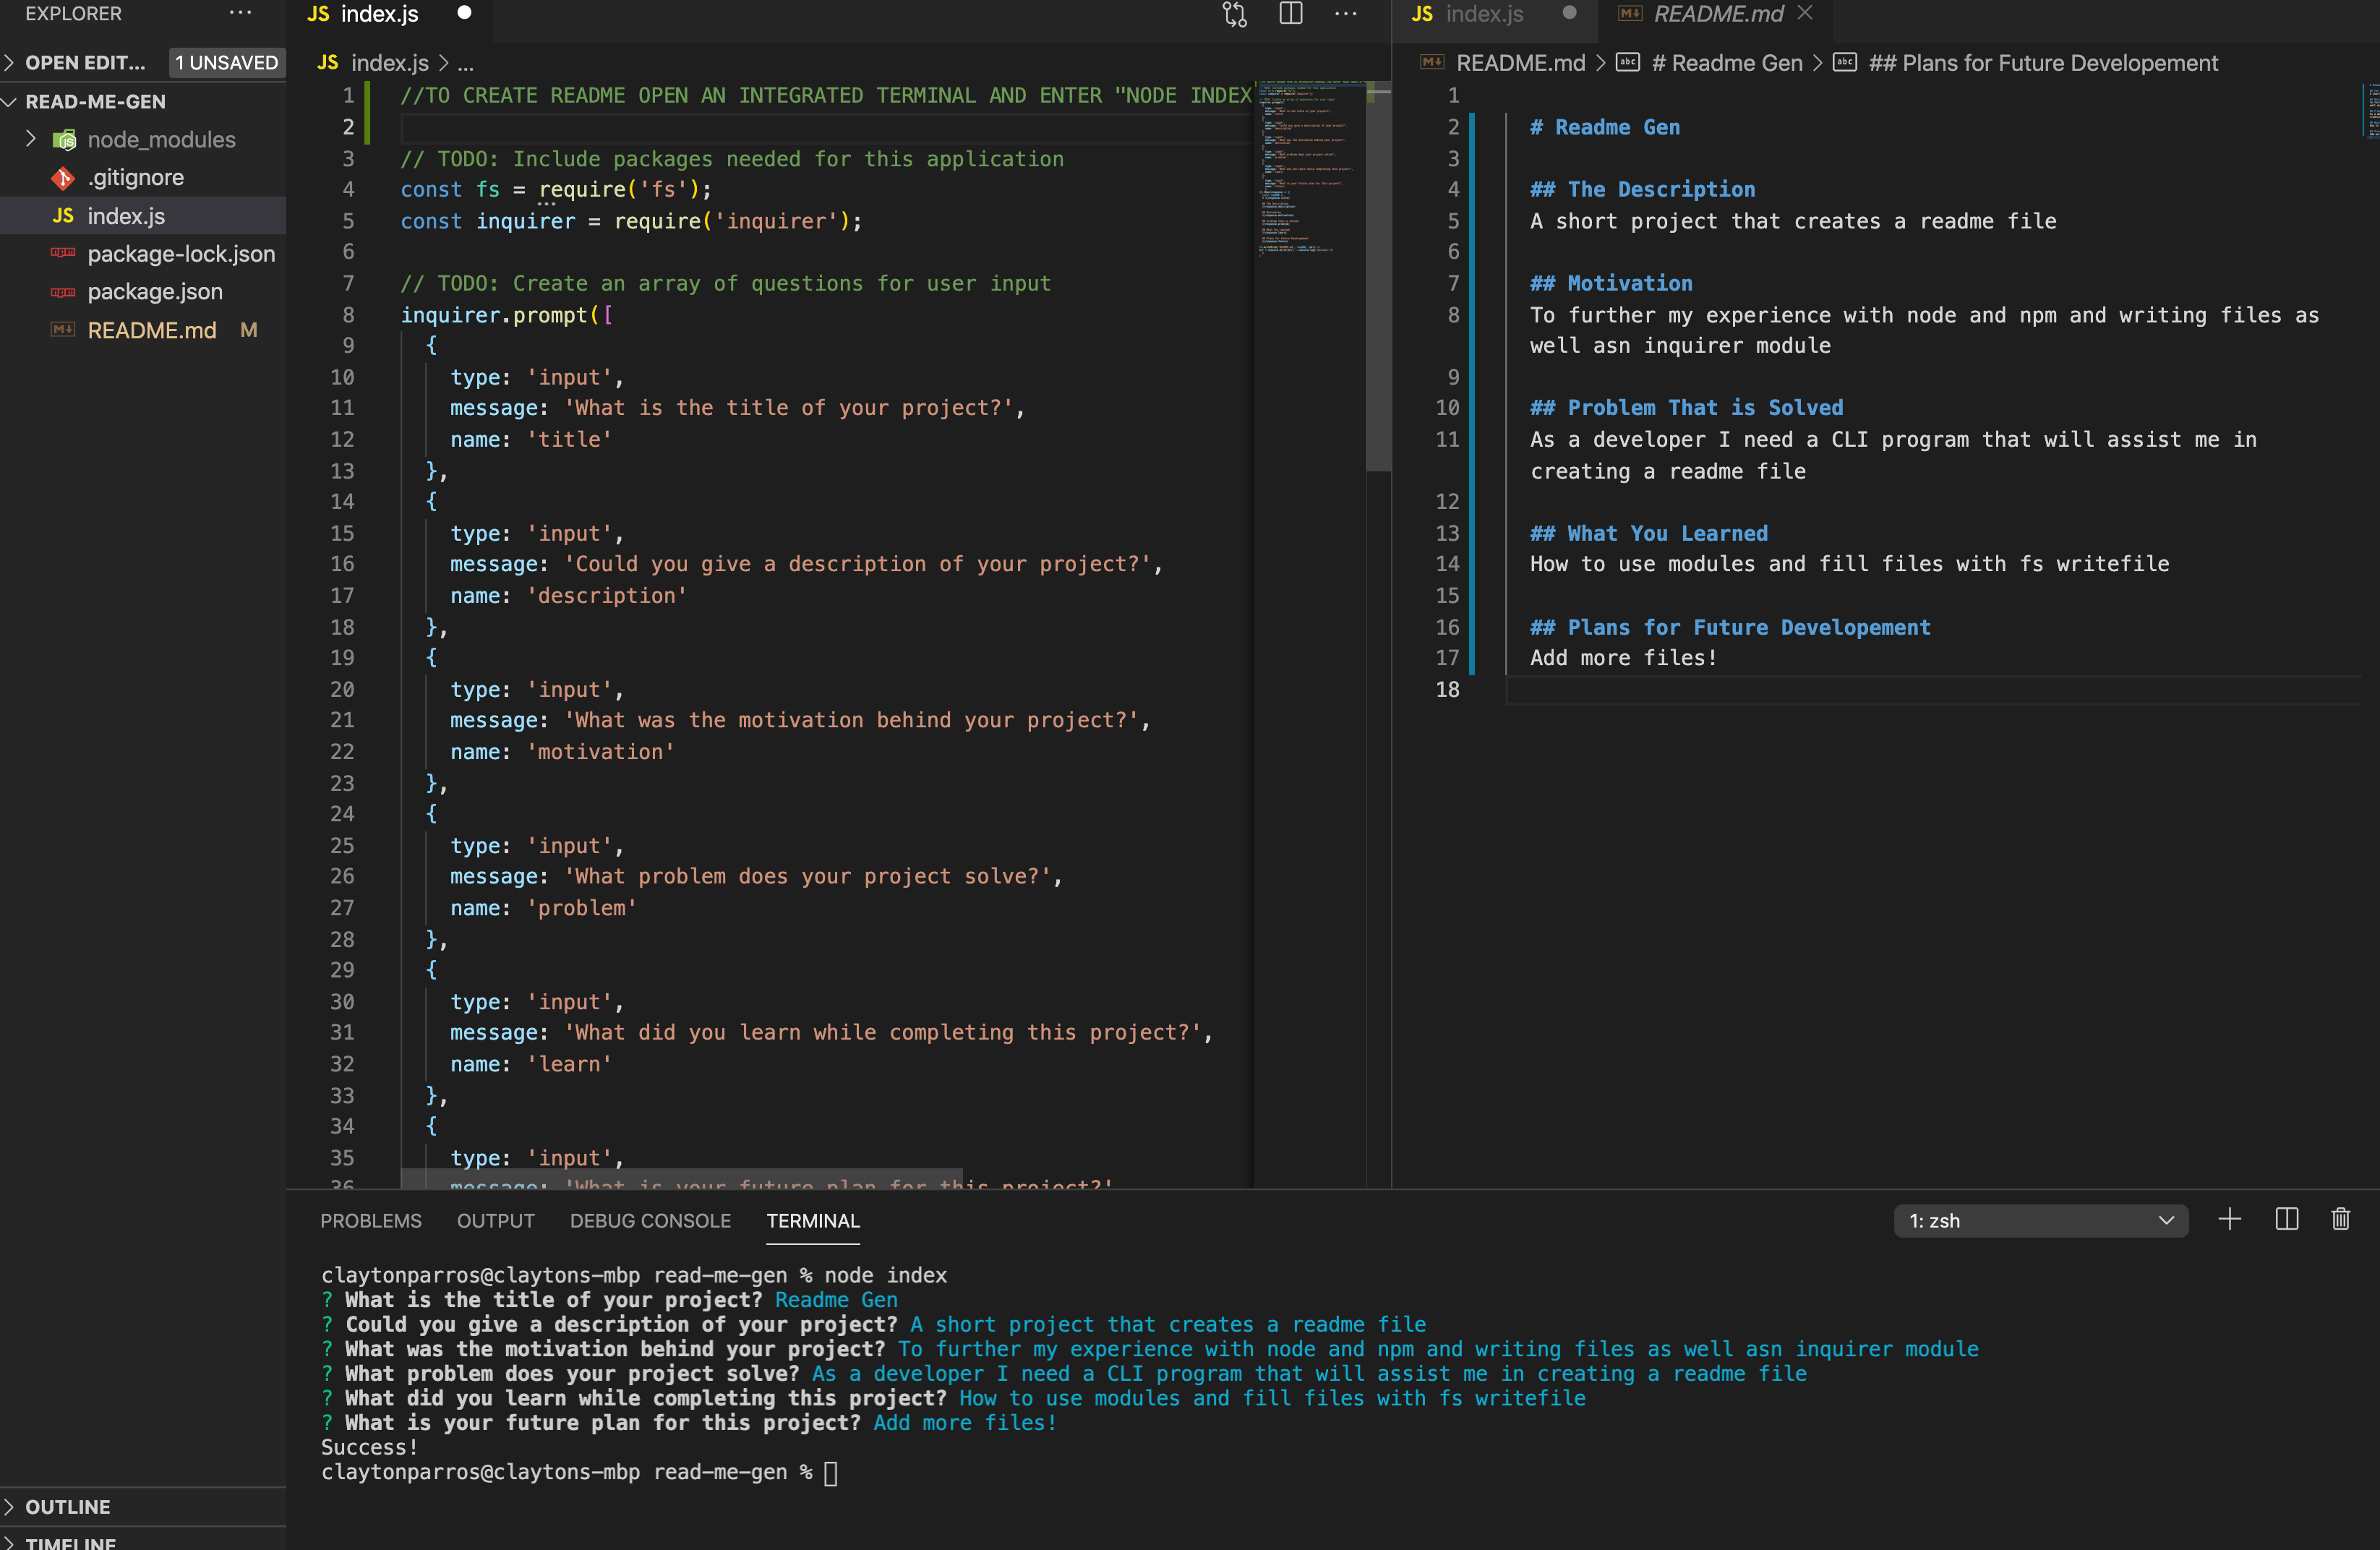 EXPLORER
OPEN EDIT... 1 UNSAVED
READ-ME-GEN
node_modules
.gitignore
JS index.js
package-lock.json
package.json
README.md M
OUTLINE
TIMELINE
JS index.js
JS index.js > ...
1 //TO CREATE README OPEN AN INTEGRATED TERMINAL AND ENTER "NODE INDEX
2
3 // TODO: Include packages needed for this application
4 const fs = require('fs');
5 const inquirer = require('inquirer');
6
7 // TODO: Create an array of questions for user input
8 inquirer.prompt([
9 {
10 type: 'input',
11 message: 'What is the title of your project?',
12 name: 'title'
13 },
14 {
15 type: 'input',
16 message: 'Could you give a description of your project?',
17 name: 'description'
18 },
19 {
20 type: 'input',
21 message: 'What was the motivation behind your project?',
22 name: 'motivation'
23 },
24 {
25 type: 'input',
26 message: 'What problem does your project solve?',
27 name: 'problem'
28 },
29 {
30 type: 'input',
31 message: 'What did you learn while completing this project?',
32 name: 'learn'
33 },
34 {
35 type: 'input',
36 message: 'What is your future plan for this project?'
JS index.js
README.md
README.md > # Readme Gen > ## Plans for Future Developement
1
2 # Readme Gen
3
4 ## The Description
5 A short project that creates a readme file
6
7 ## Motivation
8 To further my experience with node and npm and writing files as
well asn inquirer module
9
10 ## Problem That is Solved
11 As a developer I need a CLI program that will assist me in
creating a readme file
12
13 ## What You Learned
14 How to use modules and fill files with fs writefile
15
16 ## Plans for Future Developement
17 Add more files!
18
PROBLEMS OUTPUT DEBUG CONSOLE TERMINAL 1: zsh
claytonparros@claytons-mbp read-me-gen % node index
? What is the title of your project? Readme Gen
? Could you give a description of your project? A short project that creates a readme file
? What was the motivation behind your project? To further my experience with node and npm and writing files as well asn inquirer module
? What problem does your project solve? As a developer I need a CLI program that will assist me in creating a readme file
? What did you learn while completing this project? How to use modules and fill files with fs writefile
? What is your future plan for this project? Add more files!
Success!
claytonparros@claytons-mbp read-me-gen %